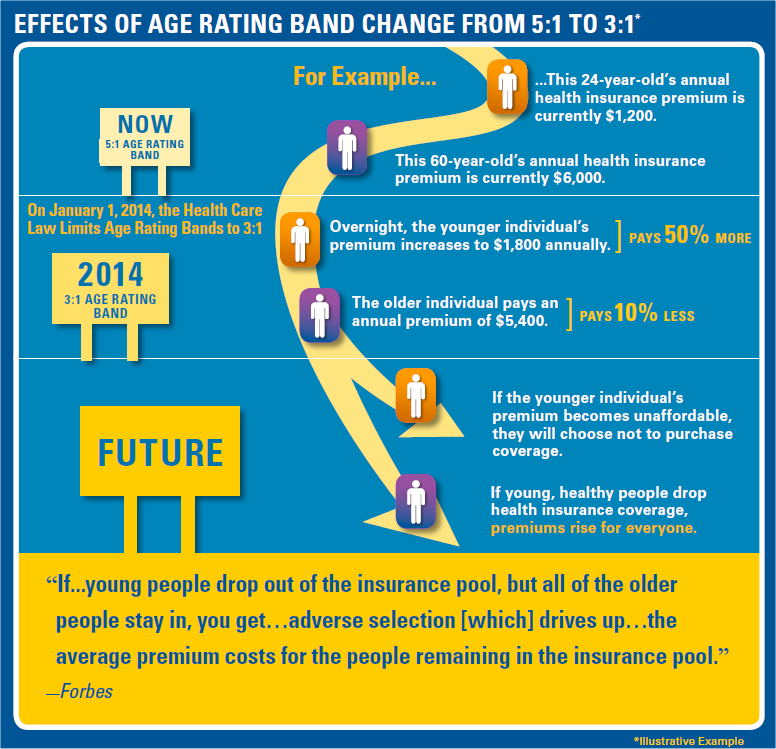 EFFECTS OF AGE RATING BAND CHANGE FROM 5:1 TO 3:1*
For Example...
...This 24-year-old's annual
health insurance premium is
currently $1,200.
NOW
5:1 AGE RATING
BAND
This 60-year-old's annual health insurance
premium is currently $6,000.
On January 1, 2014, the Health Care
Law Limits Age Rating Bands to 3:1
Overnight, the younger individual's
premium increases to $1,800 annually.
PAYS 50% MORE
2014
3:1 AGE RATING
BAND
The older individual pays an
annual premium of $5,400.
PAYS 10% LESS
If the younger individual's
premium becomes unaffordable,
they will choose not to purchase
coverage.
FUTURE
If young, healthy people drop
health insurance coverage,
premiums rise for everyone.
“If...young people drop out of the insurance pool, but all of the older
people stay in, you get...adverse selection [which] drives up...the
average premium costs for the people remaining in the insurance pool.”
—Forbes
*Illustrative Example